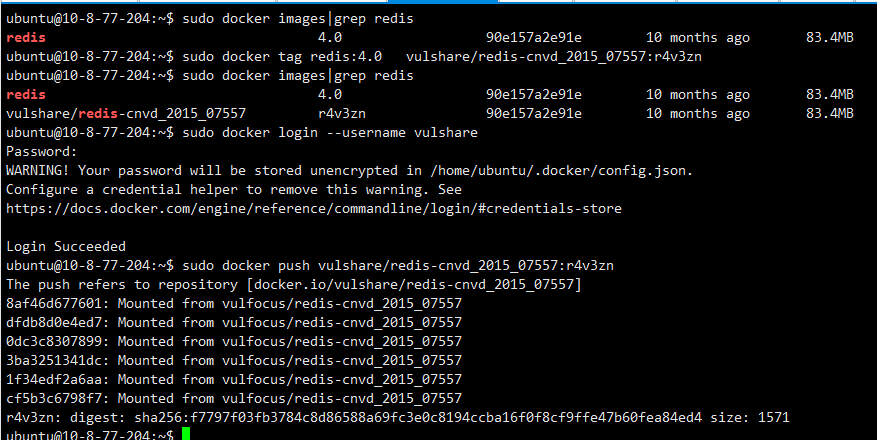 ubuntu@10-8-77-204:~$ sudo docker images|grep redis
redis 4.0 90e157a2e91e 10 months ago 83.4MB
ubuntu@10-8-77-204:~$ sudo docker tag redis:4.0 vulshare/redis-cnvd_2015_07557:r4v3zn
ubuntu@10-8-77-204:~$ sudo docker images|grep redis
redis 4.0 90e157a2e91e 10 months ago 83.4MB
vulshare/redis-cnvd_2015_07557 r4v3zn 90e157a2e91e 10 months ago 83.4MB
ubuntu@10-8-77-204:~$ sudo docker login --username vulshare
Password:
WARNING! Your password will be stored unencrypted in /home/ubuntu/.docker/config.json.
Configure a credential helper to remove this warning. See
https://docs.docker.com/engine/reference/commandline/login/#credentials-store
Login Succeeded
ubuntu@10-8-77-204:~$ sudo docker push vulshare/redis-cnvd_2015_07557:r4v3zn
The push refers to repository [docker.io/vulshare/redis-cnvd_2015_07557]
8af46d677601: Mounted from vulfocus/redis-cnvd_2015_07557
dfdb8d0e4ed7: Mounted from vulfocus/redis-cnvd_2015_07557
0dc3c8307899: Mounted from vulfocus/redis-cnvd_2015_07557
3ba3251341dc: Mounted from vulfocus/redis-cnvd_2015_07557
1f34edf2a6aa: Mounted from vulfocus/redis-cnvd_2015_07557
cf5b3c6798f7: Mounted from vulfocus/redis-cnvd_2015_07557
r4v3zn: digest: sha256:f7797f03fb3784c8d86588a69fc3e0c8194ccba16f0f8cf9ffe47b60fea84ed4 size: 1571
ubuntu@10-8-77-204:~$